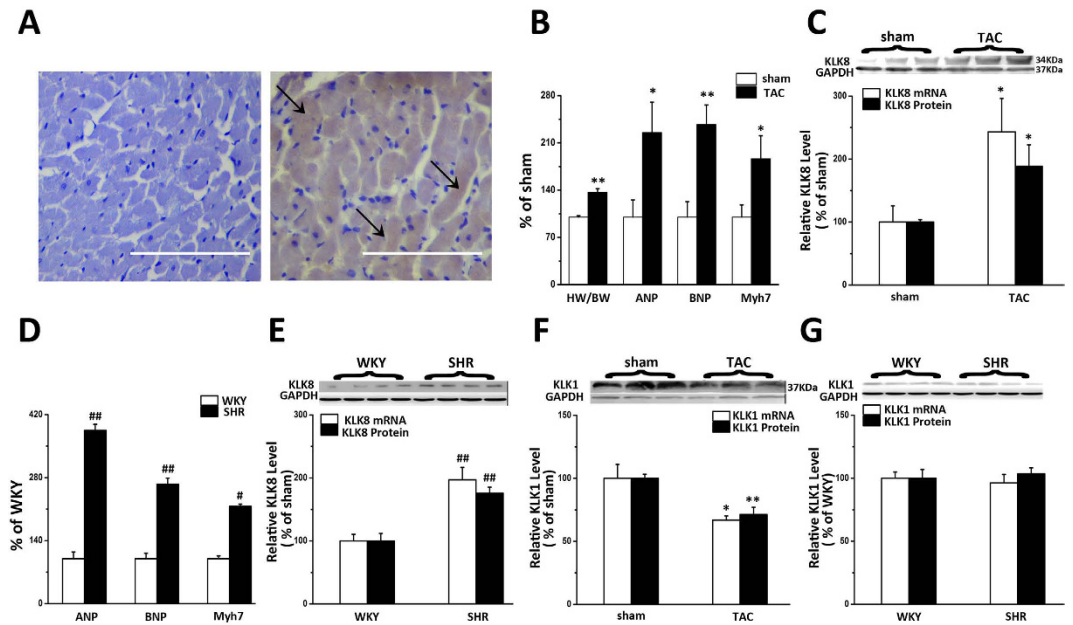 A
B
sham
TAC
% of sham
280
210
140
70
0
**
*
**
*
HW/BW ANP BNP Myh7
C
sham TAC
KLK8 34KDa
GAPDH 37KDa
KLK8 mRNA
KLK8 Protein
Relative KLK8 Level
( % of sham)
300
200
100
0
*
*
sham TAC
D
WKY
SHR
% of WKY
420
280
140
0
##
##
#
ANP BNP Myh7
E
WKY SHR
KLK8
GAPDH
KLK8 mRNA
KLK8 Protein
Relative KLK8 Level
( % of sham)
300
200
100
0
##
##
WKY SHR
F
sham TAC
KLK1 37KDa
GAPDH
KLK1 mRNA
KLK1 Protein
Relative KLK1 Level
( % of sham)
150
100
50
0
*
**
sham TAC
G
WKY SHR
KLK1
GAPDH
KLK1 mRNA
KLK1 Protein
Relative KLK1 Level
( % of WKY)
150
100
50
0
WKY SHR